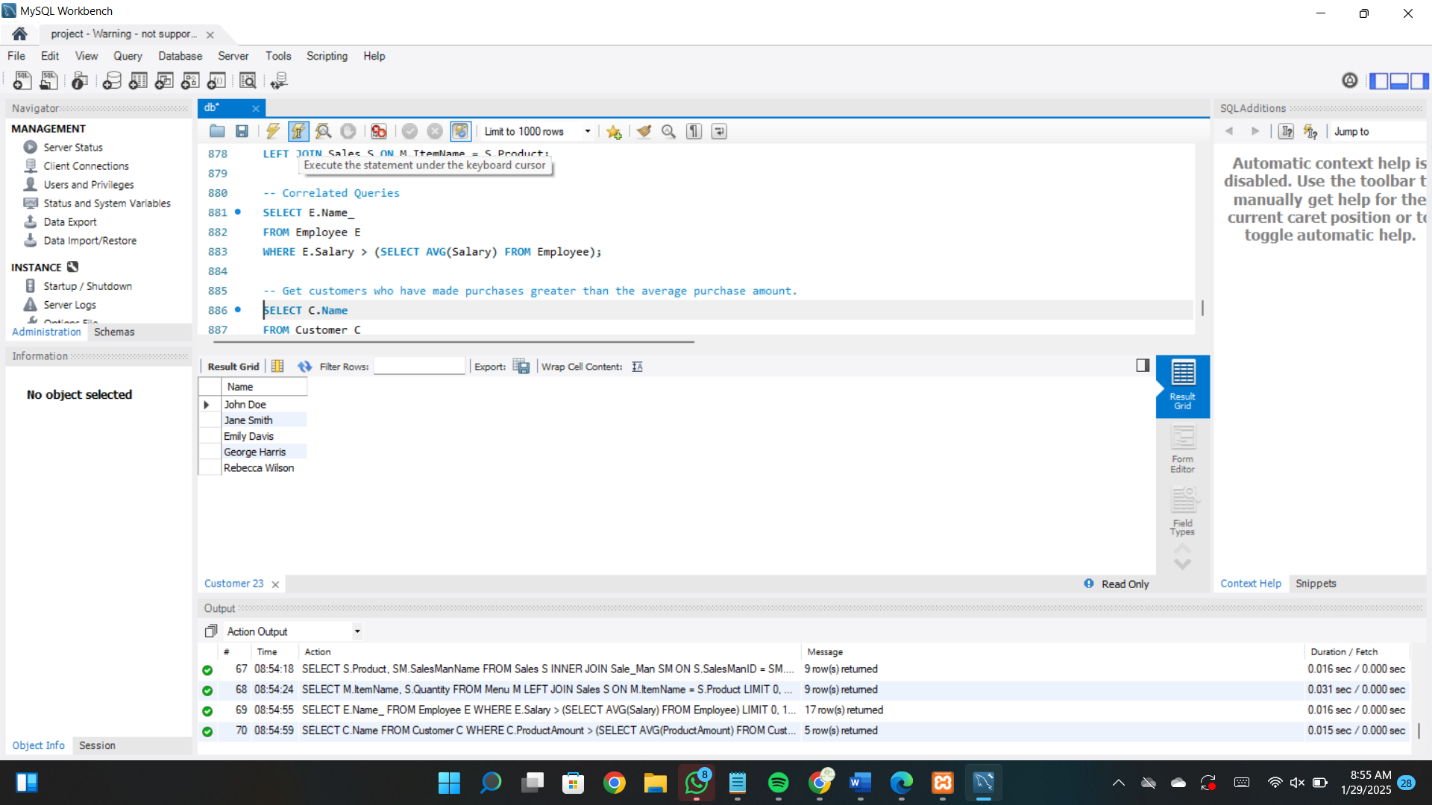 MySQL Workbench
project - Warning - not suppor...
File Edit View Query Database Server Tools Scripting Help
Navigator
MANAGEMENT
Server Status
Client Connections
Users and Privileges
Status and System Variables
Data Export
Data Import/Restore
INSTANCE
Startup / Shutdown
Server Logs
Options File
Administration Schemas
Information
No object selected
Object Info Session
db*
Limit to 1000 rows
878 LEFT JOIN Sales S ON M.ItemName = S.Product;
Execute the statement under the keyboard cursor
879
880 -- Correlated Queries
881 SELECT E.Name_
882 FROM Employee E
883 WHERE E.Salary > (SELECT AVG(Salary) FROM Employee);
884
885 -- Get customers who have made purchases greater than the average purchase amount.
886 SELECT C.Name
887 FROM Customer C
Result Grid Filter Rows: Export: Wrap Cell Content:
Name
John Doe
Jane Smith
Emily Davis
George Harris
Rebecca Wilson
Result
Grid
Form
Editor
Field
Types
Customer 23
Read Only
SQLAdditions
Jump to
Automatic context help is
disabled. Use the toolbar t
manually get help for the
current caret position or to
toggle automatic help.
Context Help Snippets
Output
Action Output
# Time Action Message Duration / Fetch
67 08:54:18 SELECT S.Product, SM.SalesManName FROM Sales S INNER JOIN Sale_Man SM ON S.SalesManID = SM.... 9 row(s) returned 0.016 sec / 0.000 sec
68 08:54:24 SELECT M.ItemName, S.Quantity FROM Menu M LEFT JOIN Sales S ON M.ItemName = S.Product LIMIT 0, ... 9 row(s) returned 0.031 sec / 0.000 sec
69 08:54:55 SELECT E.Name_ FROM Employee E WHERE E.Salary > (SELECT AVG(Salary) FROM Employee) LIMIT 0, 1... 17 row(s) returned 0.016 sec / 0.000 sec
70 08:54:59 SELECT C.Name FROM Customer C WHERE C.ProductAmount > (SELECT AVG(ProductAmount) FROM Cust... 5 row(s) returned 0.015 sec / 0.000 sec
8
8:55 AM
1/29/2025
28